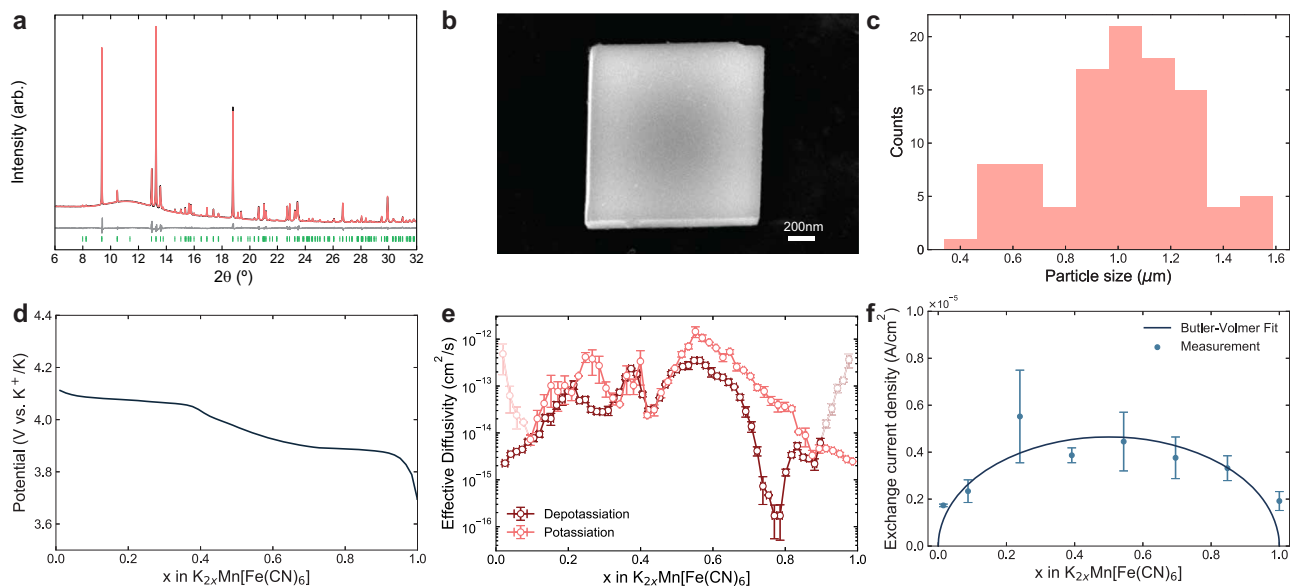 a
Intensity (arb.)
6 8 10 12 14 16 18 20 22 24 26 28 30 32
2θ (º)
b
200nm
c
Counts
20
15
10
5
0
0.4 0.6 0.8 1.0 1.2 1.4 1.6
Particle size (μm)
d
Potential (V vs. K⁺/K)
4.4
4.2
4.0
3.8
3.6
0.0 0.2 0.4 0.6 0.8 1.0
x in K₂ₓMn[Fe(CN)₆]
e
Effective Diffusivity (cm²/s)
10⁻¹²
10⁻¹³
10⁻¹⁴
10⁻¹⁵
10⁻¹⁶
Depotassiation
Potassiation
0.0 0.2 0.4 0.6 0.8 1.0
x in K₂ₓMn[Fe(CN)₆]
f
×10⁻⁵
Exchange current density (A/cm²)
1.0
0.8
0.6
0.4
0.2
0.0
Butler-Volmer Fit
Measurement
0.0 0.2 0.4 0.6 0.8 1.0
x in K₂ₓMn[Fe(CN)₆]